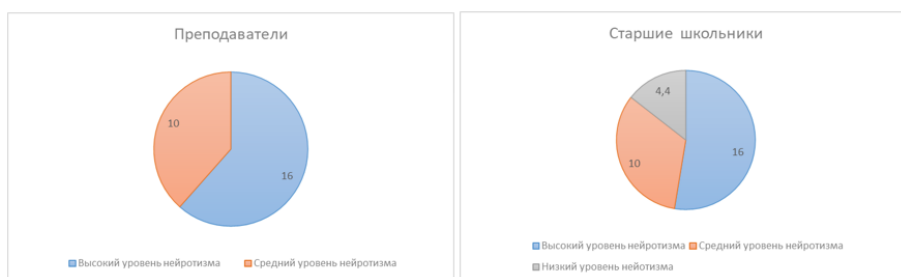 Преподаватели
10
16
Высокий уровень нейротизма Средний уровень нейротизма
Старшие школьники
4,4
10
16
Высокий уровень нейротизма Средний уровень нейротизма
Низкий уровень нейотизма